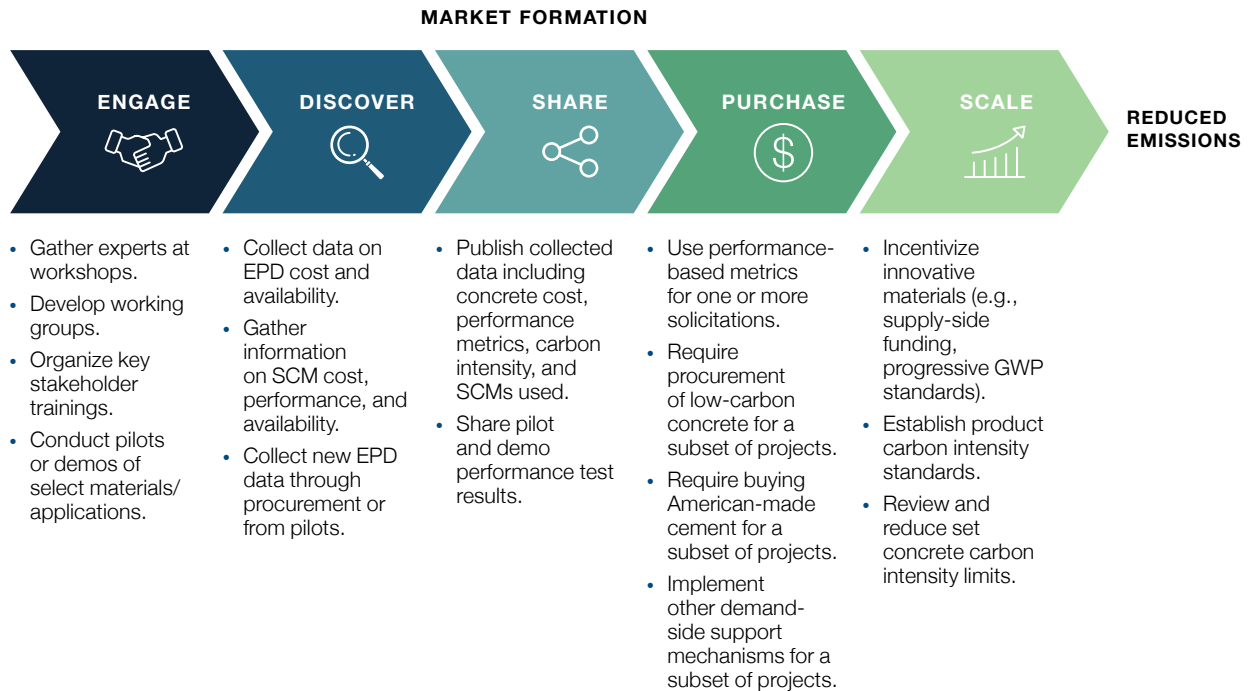 MARKET FORMATION
ENGAGE
DISCOVER
SHARE
PURCHASE
$
SCALE
REDUCED
EMISSIONS
• Gather experts at
workshops.
• Develop working
groups.
• Organize key
stakeholder
trainings.
• Conduct pilots
or demos of
select materials/
applications.
• Collect data on
EPD cost and
availability.
• Gather
information
on SCM cost,
performance, and
availability.
• Collect new EPD
data through
procurement or
from pilots.
• Publish collected
data including
concrete cost,
performance
metrics, carbon
intensity, and
SCMs used.
• Share pilot
and demo
performance test
results.
• Use performance-
based metrics
for one or more
solicitations.
• Require
procurement
of low-carbon
concrete for a
subset of projects.
• Require buying
American-made
cement for a
subset of projects.
• Implement
other demand-
side support
mechanisms for a
subset of projects.
• Incentivize
innovative
materials (e.g.,
supply-side
funding,
progressive GWP
standards).
• Establish product
carbon intensity
standards.
• Review and
reduce set
concrete carbon
intensity limits.